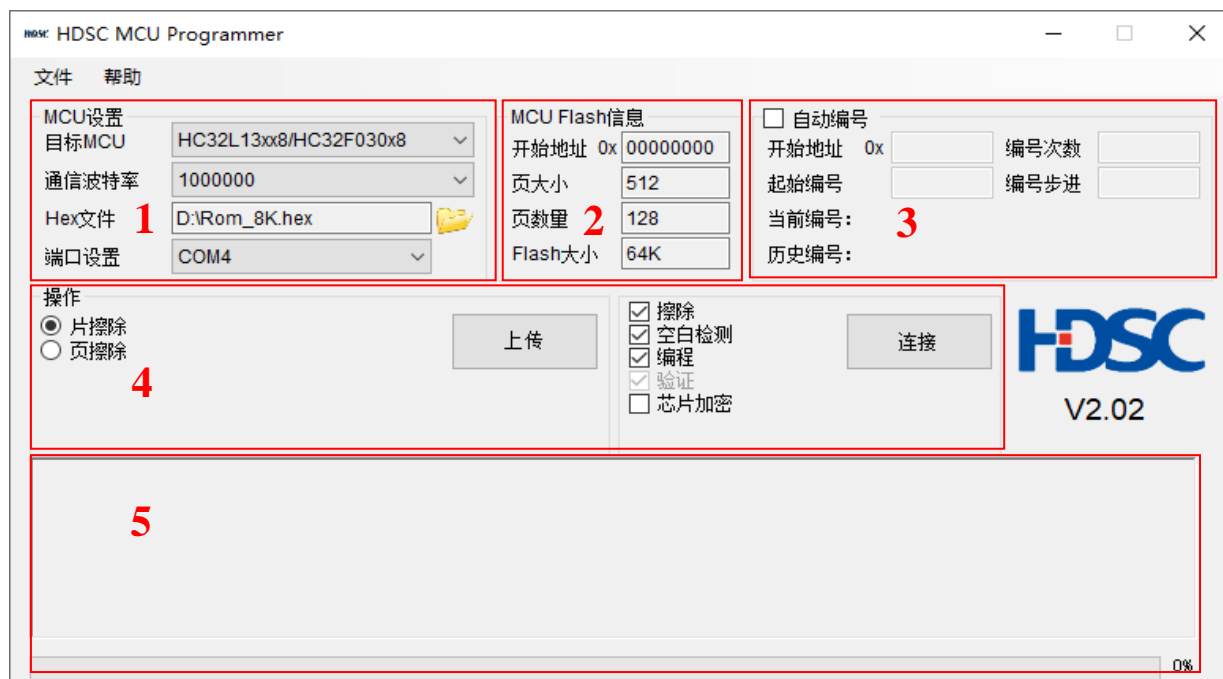 HDSC HDSC MCU Programmer
文件 帮助
MCU设置
目标MCU HC32L13xx8/HC32F030x8
通信波特率 1000000
Hex文件 D:\Rom_8K.hex
端口设置 COM4
1
MCU Flash信息
开始地址 0x 00000000
页大小 512
页数量 128
Flash大小 64K
2
自动编号
开始地址 0x 编号次数
起始编号 编号步进
当前编号：
历史编号：
3
操作
片擦除
页擦除
上传
4
擦除
空白检测
编程
验证
芯片加密
连接
HDSC
V2.02
5
0%